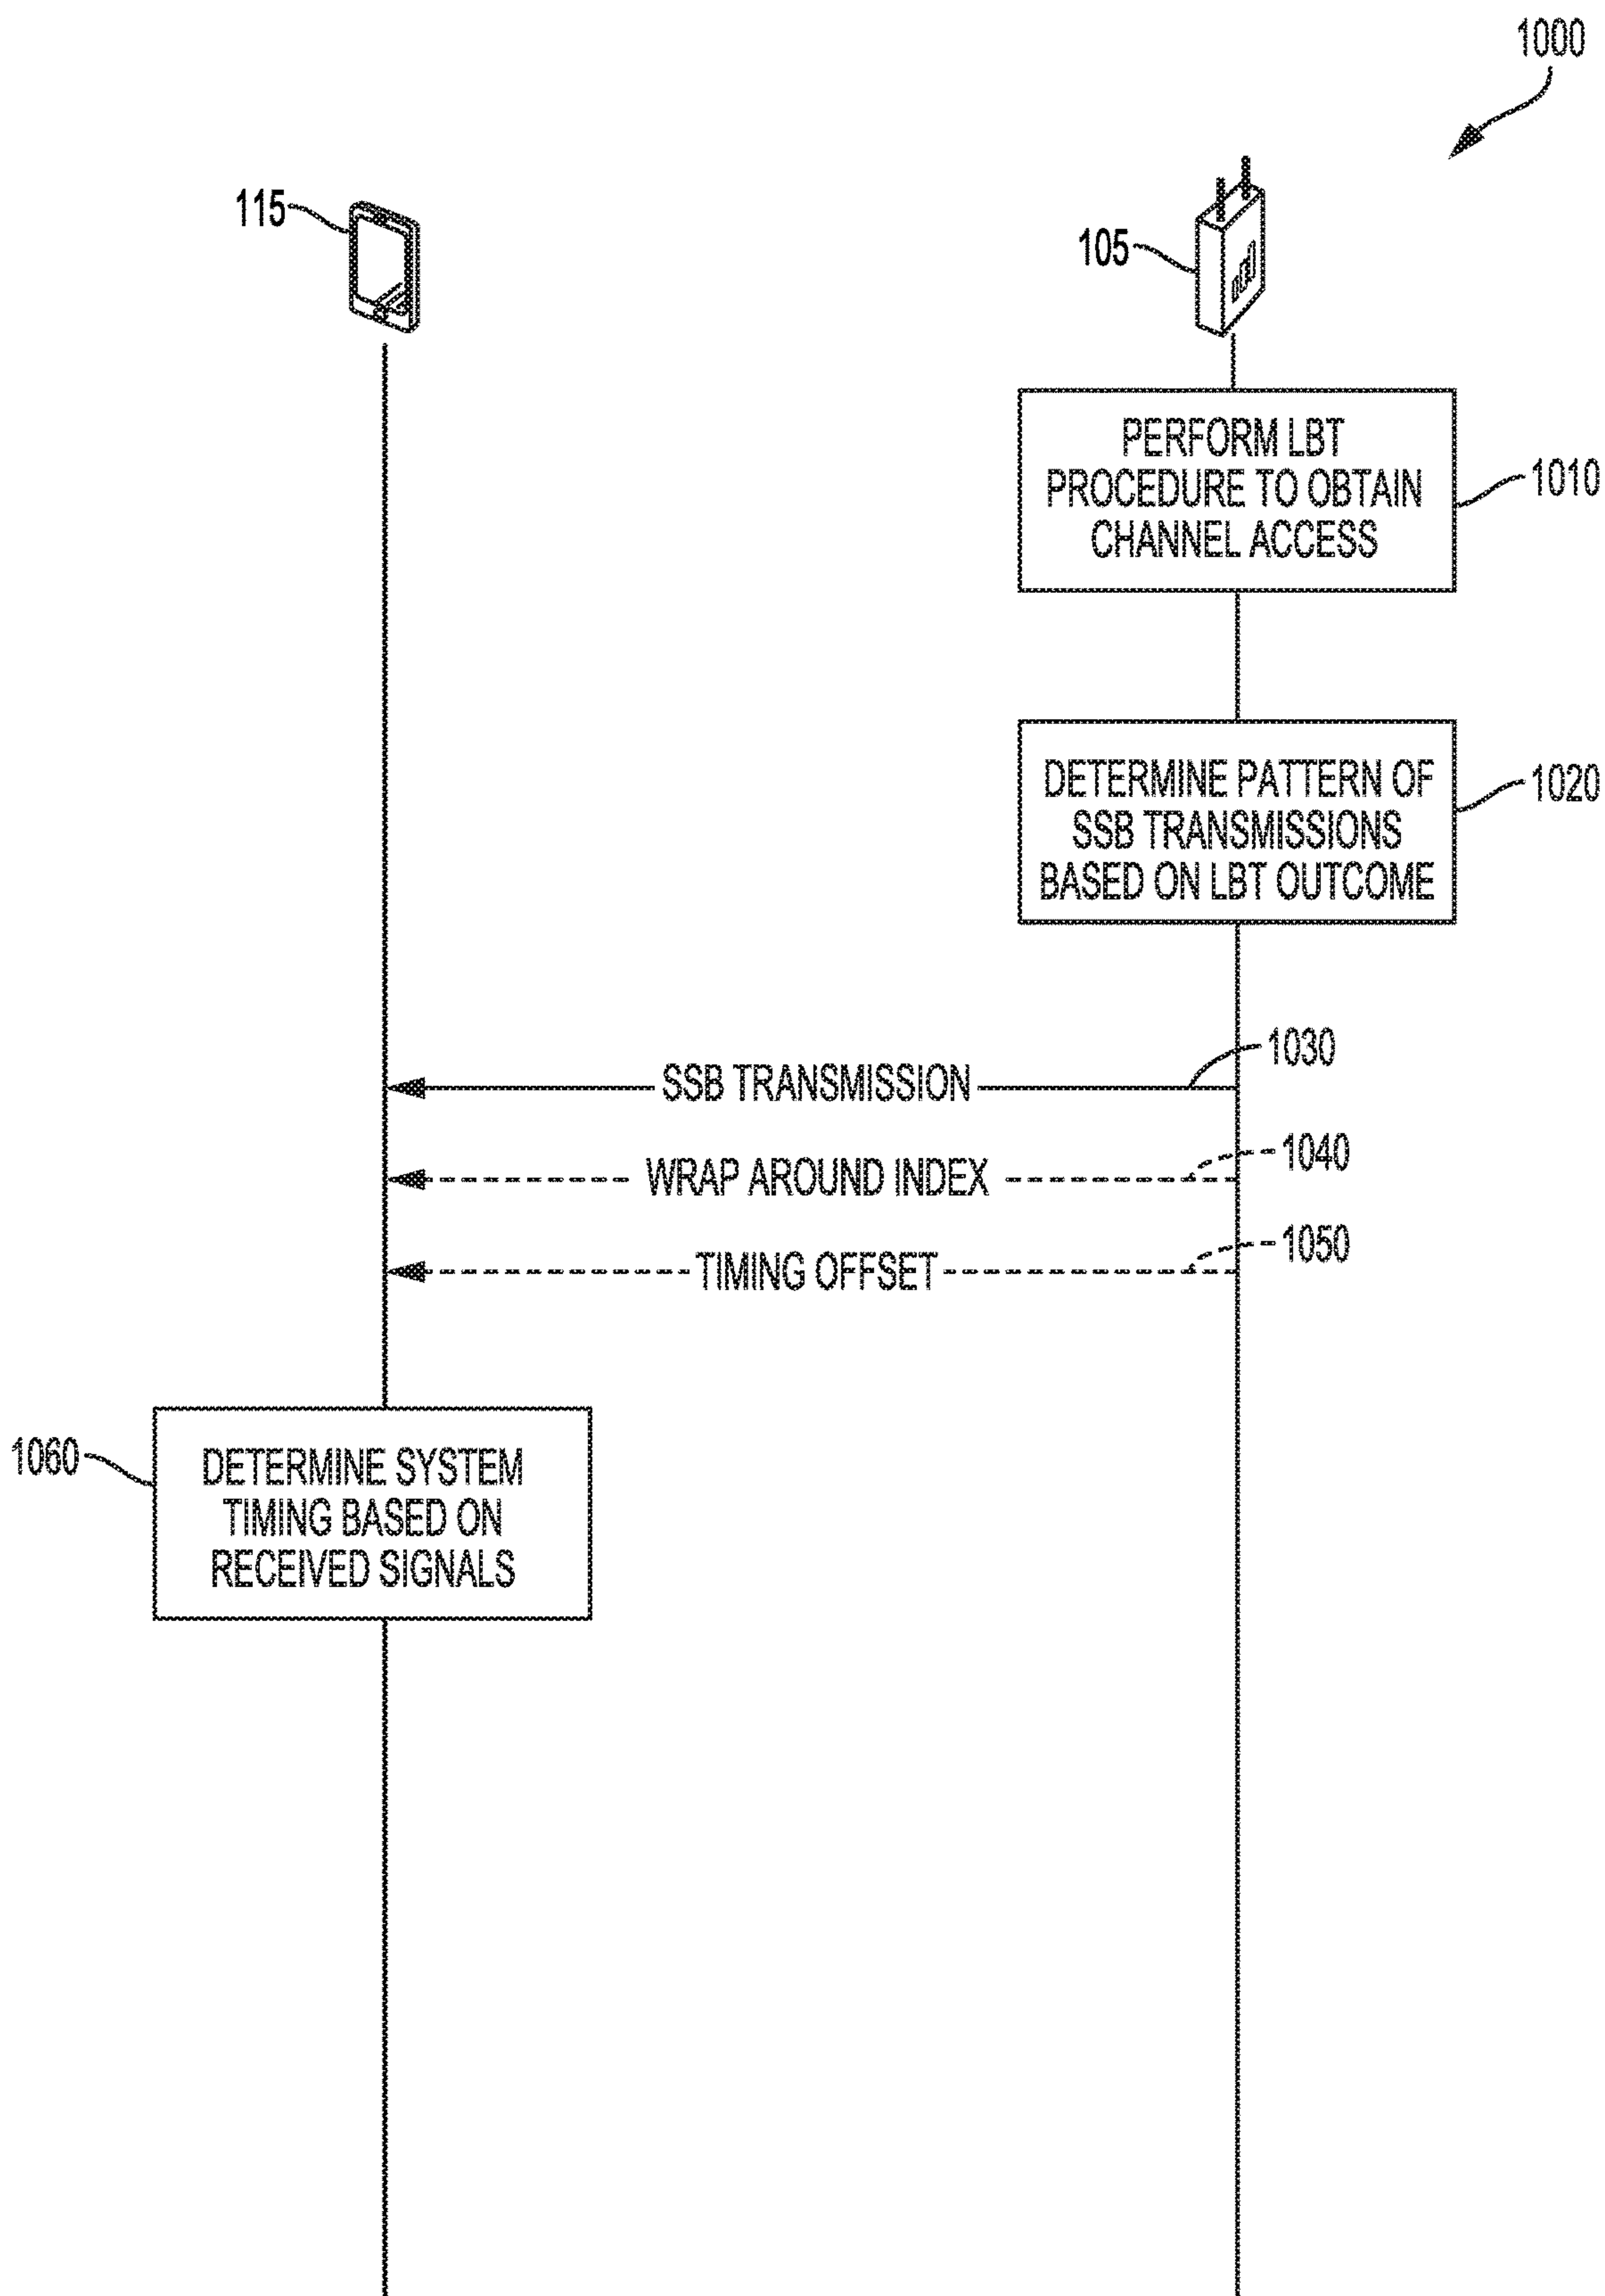 1000
115
105
PERFORM LBT
PROCEDURE TO OBTAIN
CHANNEL ACCESS
1010
DETERMINE PATTERN OF
SSB TRANSMISSIONS
BASED ON LBT OUTCOME
1020
1030
SSB TRANSMISSION
1040
WRAP AROUND INDEX
1050
TIMING OFFSET
1060
DETERMINE SYSTEM
TIMING BASED ON
RECEIVED SIGNALS